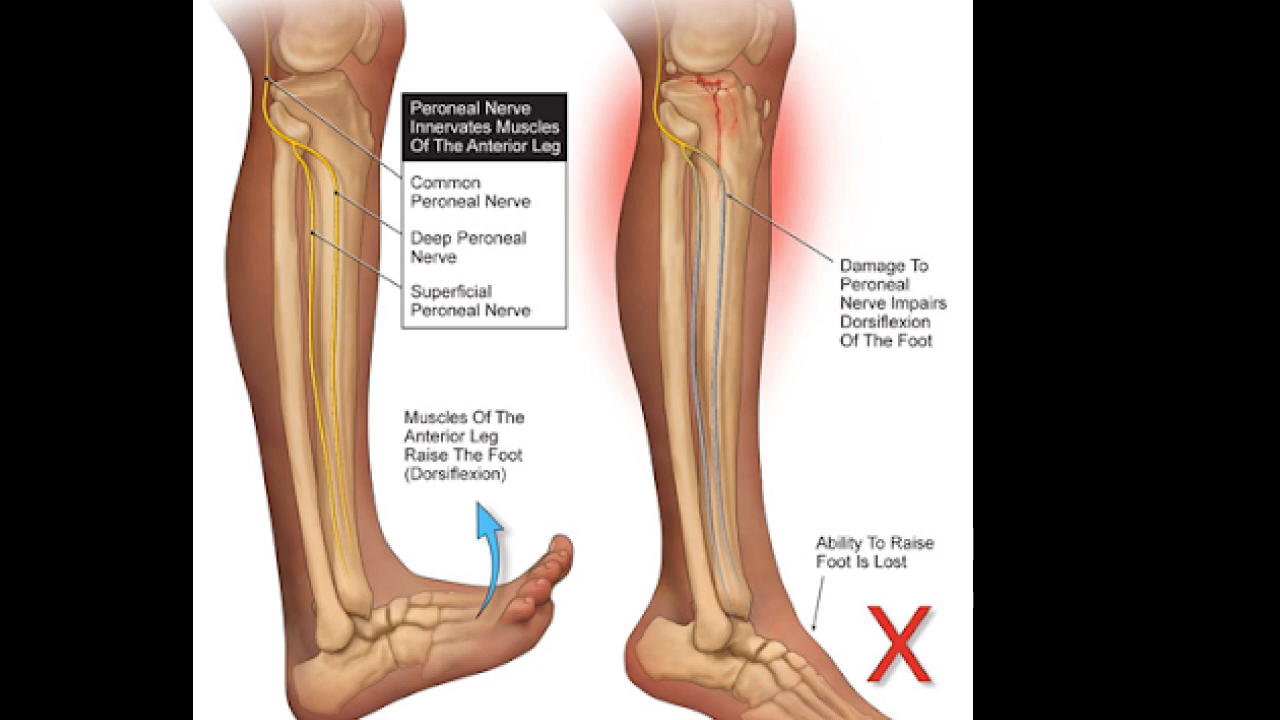 Peroneal Nerve
Innervates Muscles
Of The Anterior Leg
Common
Peroneal Nerve
Deep Peroneal
Nerve
Superficial
Peroneal Nerve
Muscles Of The
Anterior Leg
Raise The Foot
(Dorsiflexion)
Damage To
Peroneal
Nerve Impairs
Dorsiflexion
Of The Foot
Ability To Raise
Foot Is Lost
X